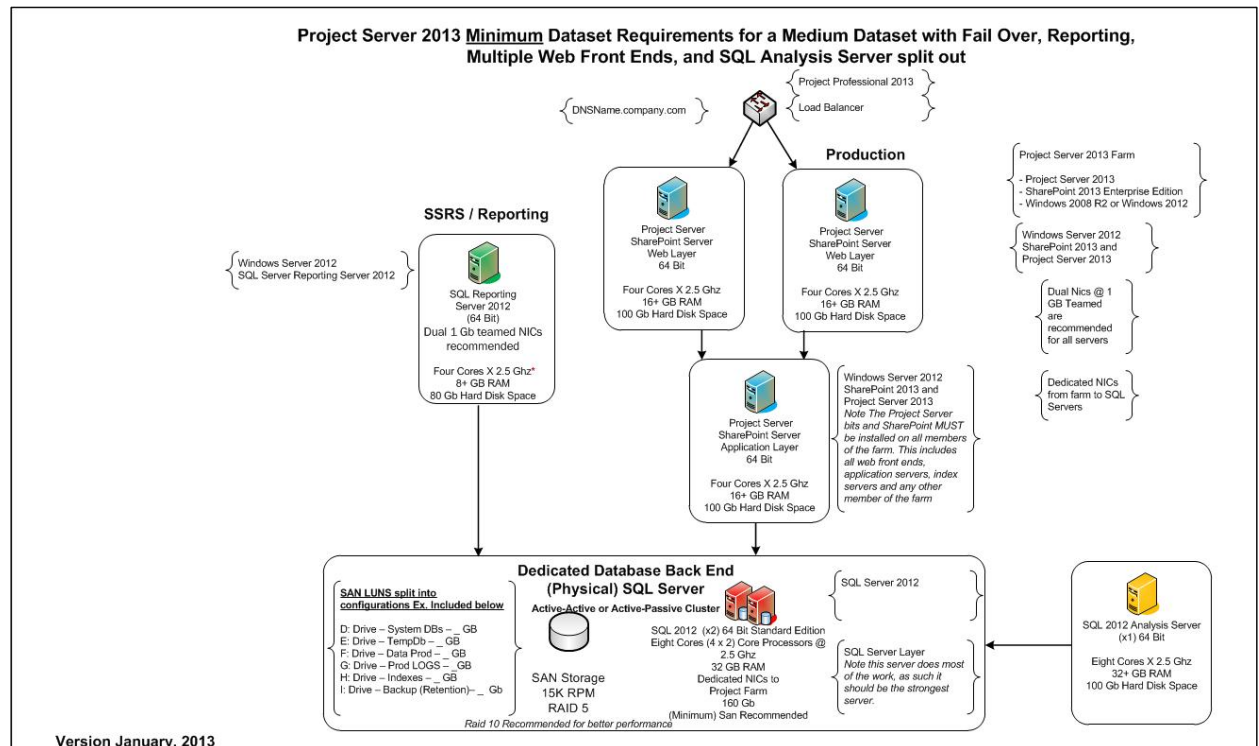 Project Server 2013 Minimum Dataset Requirements for a Medium Dataset with Fail Over, Reporting,
Multiple Web Front Ends, and SQL Analysis Server split out
DNSName.company.com
Project Professional 2013
Load Balancer
Production
Project Server 2013 Farm
- Project Server 2013
- SharePoint 2013 Enterprise Edition
- Windows 2008 R2 or Windows 2012
Windows Server 2012
SharePoint 2013 and
Project Server 2013
Dual Nics @ 1
GB Teamed
are
recommended
for all servers
Dedicated NICs
from farm to SQL
Servers
SSRS / Reporting
Windows Server 2012
SQL Server Reporting Server 2012
SQL Reporting
Server 2012
(64 Bit)
Dual 1 Gb teamed NICs
recommended
Four Cores X 2.5 Ghz*
8+ GB RAM
80 Gb Hard Disk Space
Project Server
SharePoint Server
Web Layer
64 Bit
Four Cores X 2.5 Ghz
16+ GB RAM
100 Gb Hard Disk Space
Project Server
SharePoint Server
Web Layer
64 Bit
Four Cores X 2.5 Ghz
16+ GB RAM
100 Gb Hard Disk Space
Project Server
SharePoint Server
Application Layer
64 Bit
Four Cores X 2.5 Ghz
16+ GB RAM
100 Gb Hard Disk Space
Windows Server 2012
SharePoint 2013 and
Project Server 2013
Note The Project Server
bits and SharePoint MUST
be installed on all members
of the farm. This includes
all web front ends,
application servers, index
servers and any other
member of the farm
Dedicated Database Back End
(Physical) SQL Server
Active-Active or Active-Passive Cluster
SAN LUNS split into
configurations Ex. Included below
D: Drive – System DBs – _ GB
E: Drive – TempDb – _ GB
F: Drive – Data Prod – _ GB
G: Drive – Prod LOGS – _GB
H: Drive – Indexes – _ GB
I: Drive – Backup (Retention)– _ Gb
SAN Storage
15K RPM
RAID 5
Raid 10 Recommended for better performance
SQL 2012 (x2) 64 Bit Standard Edition
Eight Cores (4 x 2) Core Processors @
2.5 Ghz
32 GB RAM
Dedicated NICs to
Project Farm
160 Gb
(Minimum) San Recommended
SQL Server 2012
SQL Server Layer
Note this server does most
of the work, as such it
should be the strongest
server.
SQL 2012 Analysis Server
(x1) 64 Bit
Eight Cores X 2.5 Ghz
32+ GB RAM
100 Gb Hard Disk Space
Version January, 2013